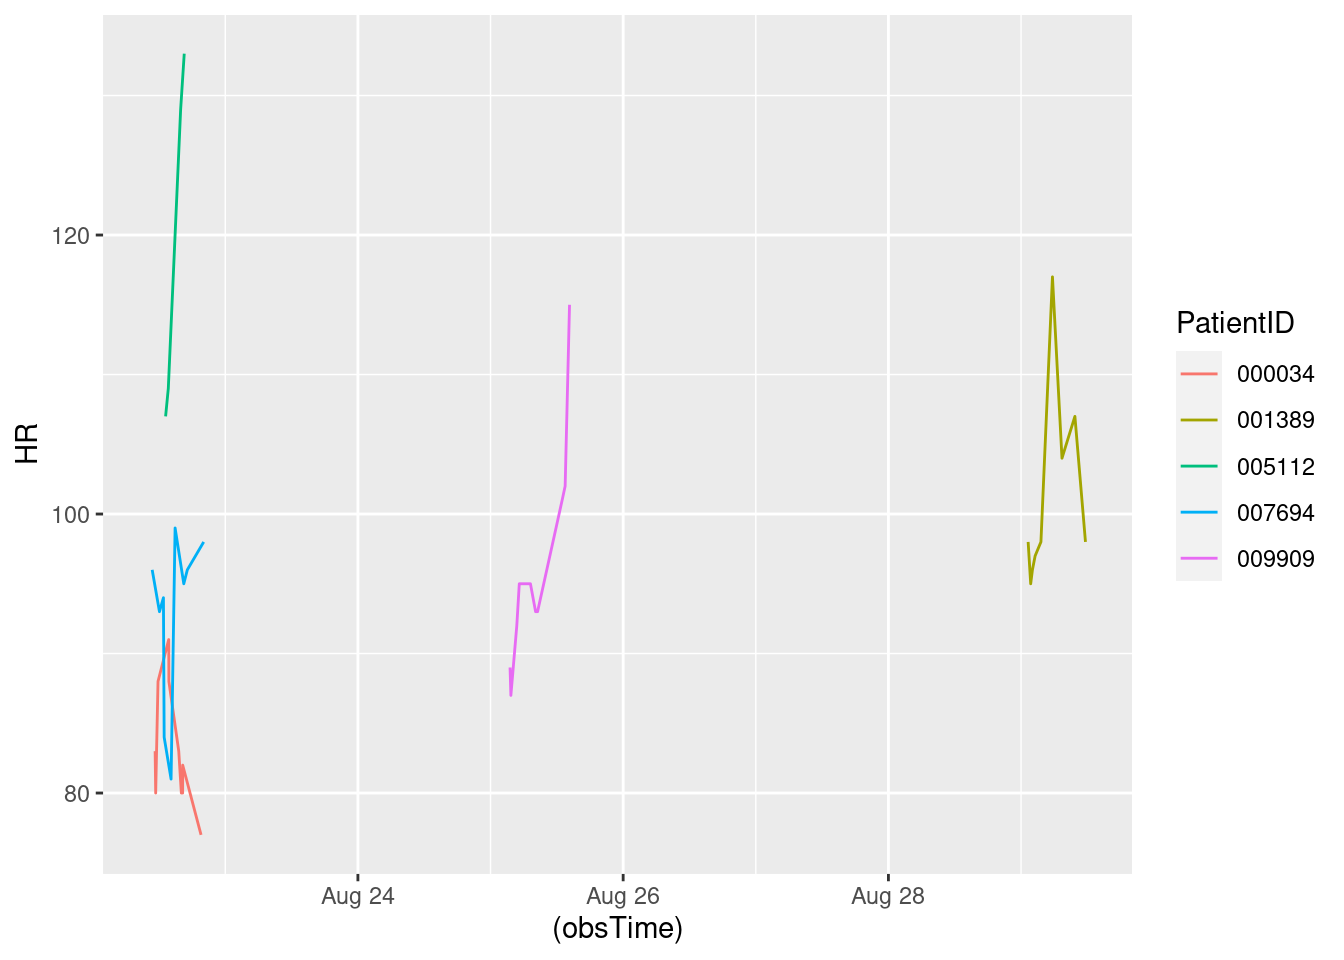 120
100
80
HR
Aug 24
Aug 26
Aug 28
(obsTime)
PatientID
000034
001389
005112
007694
009909